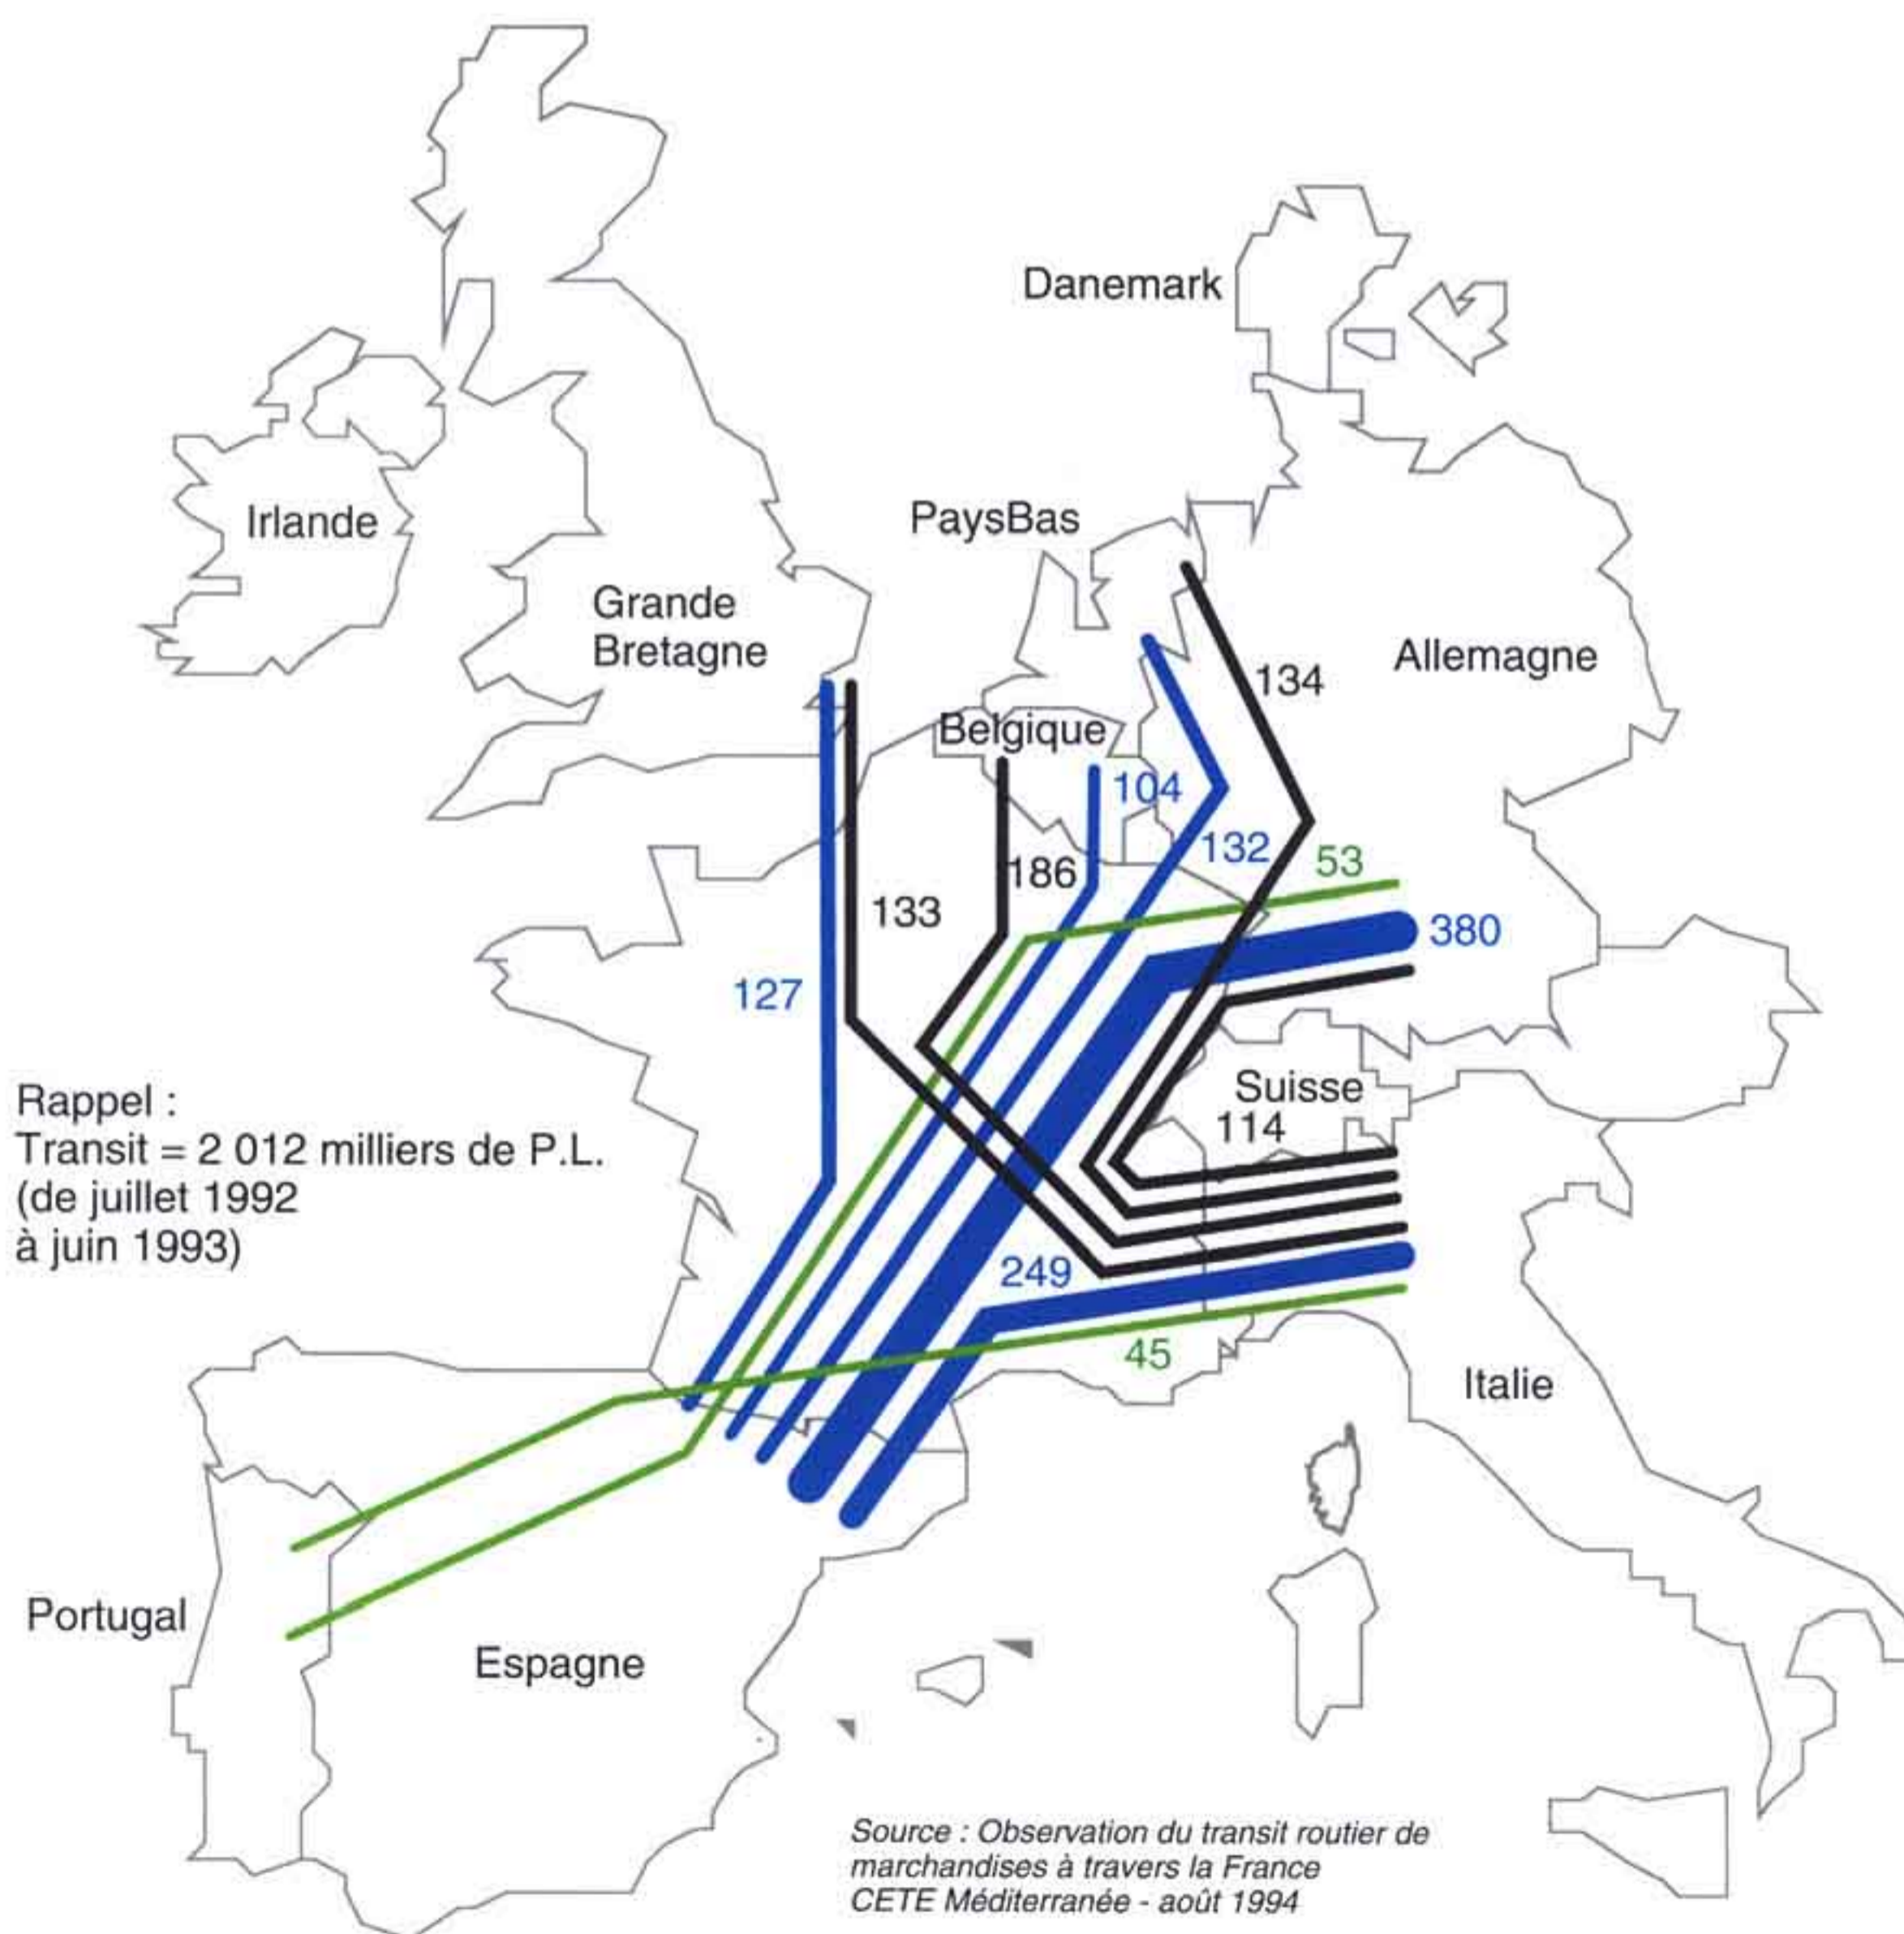 Danemark
PaysBas
Irlande
Grande
Bretagne
Allemagne
134
Belgique
104
132
53
186
133
380
127
Suisse
Rappel :
114
Transit = 2 012 milliers de P.L.
(de juillet 1992
à juin 1993)
249
45
Italie
Portugal
Espagne
Source : Observation du transit routier de
marchandises à travers la France
CETE Méditerranée - août 1994